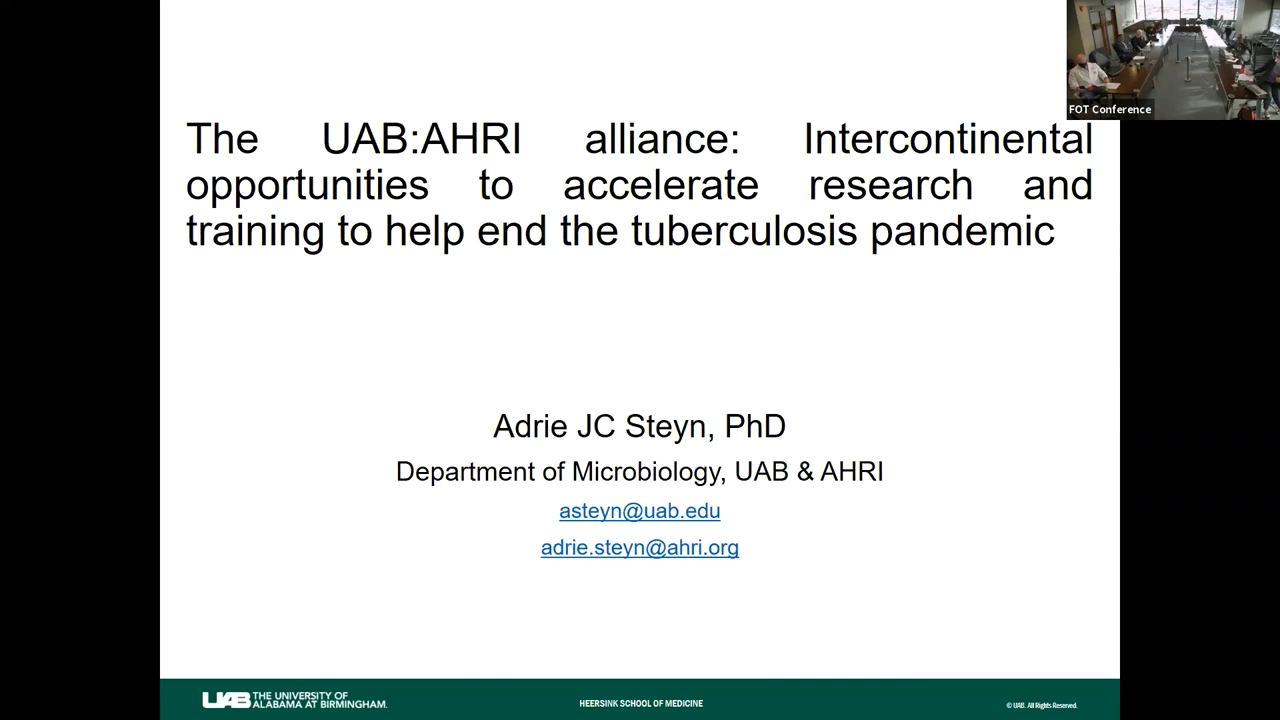 FOT Conference
The UAB:AHRI alliance: Intercontinental
opportunities to accelerate research and
training to help end the tuberculosis pandemic
Adrie JC Steyn, PhD
Department of Microbiology, UAB & AHRI
asteyn@uab.edu
adrie.steyn@ahri.org
UAB THE UNIVERSITY OF
ALABAMA AT BIRMINGHAM.
HEERSINK SCHOOL OF MEDICINE
© UAB. All Rights Reserved.